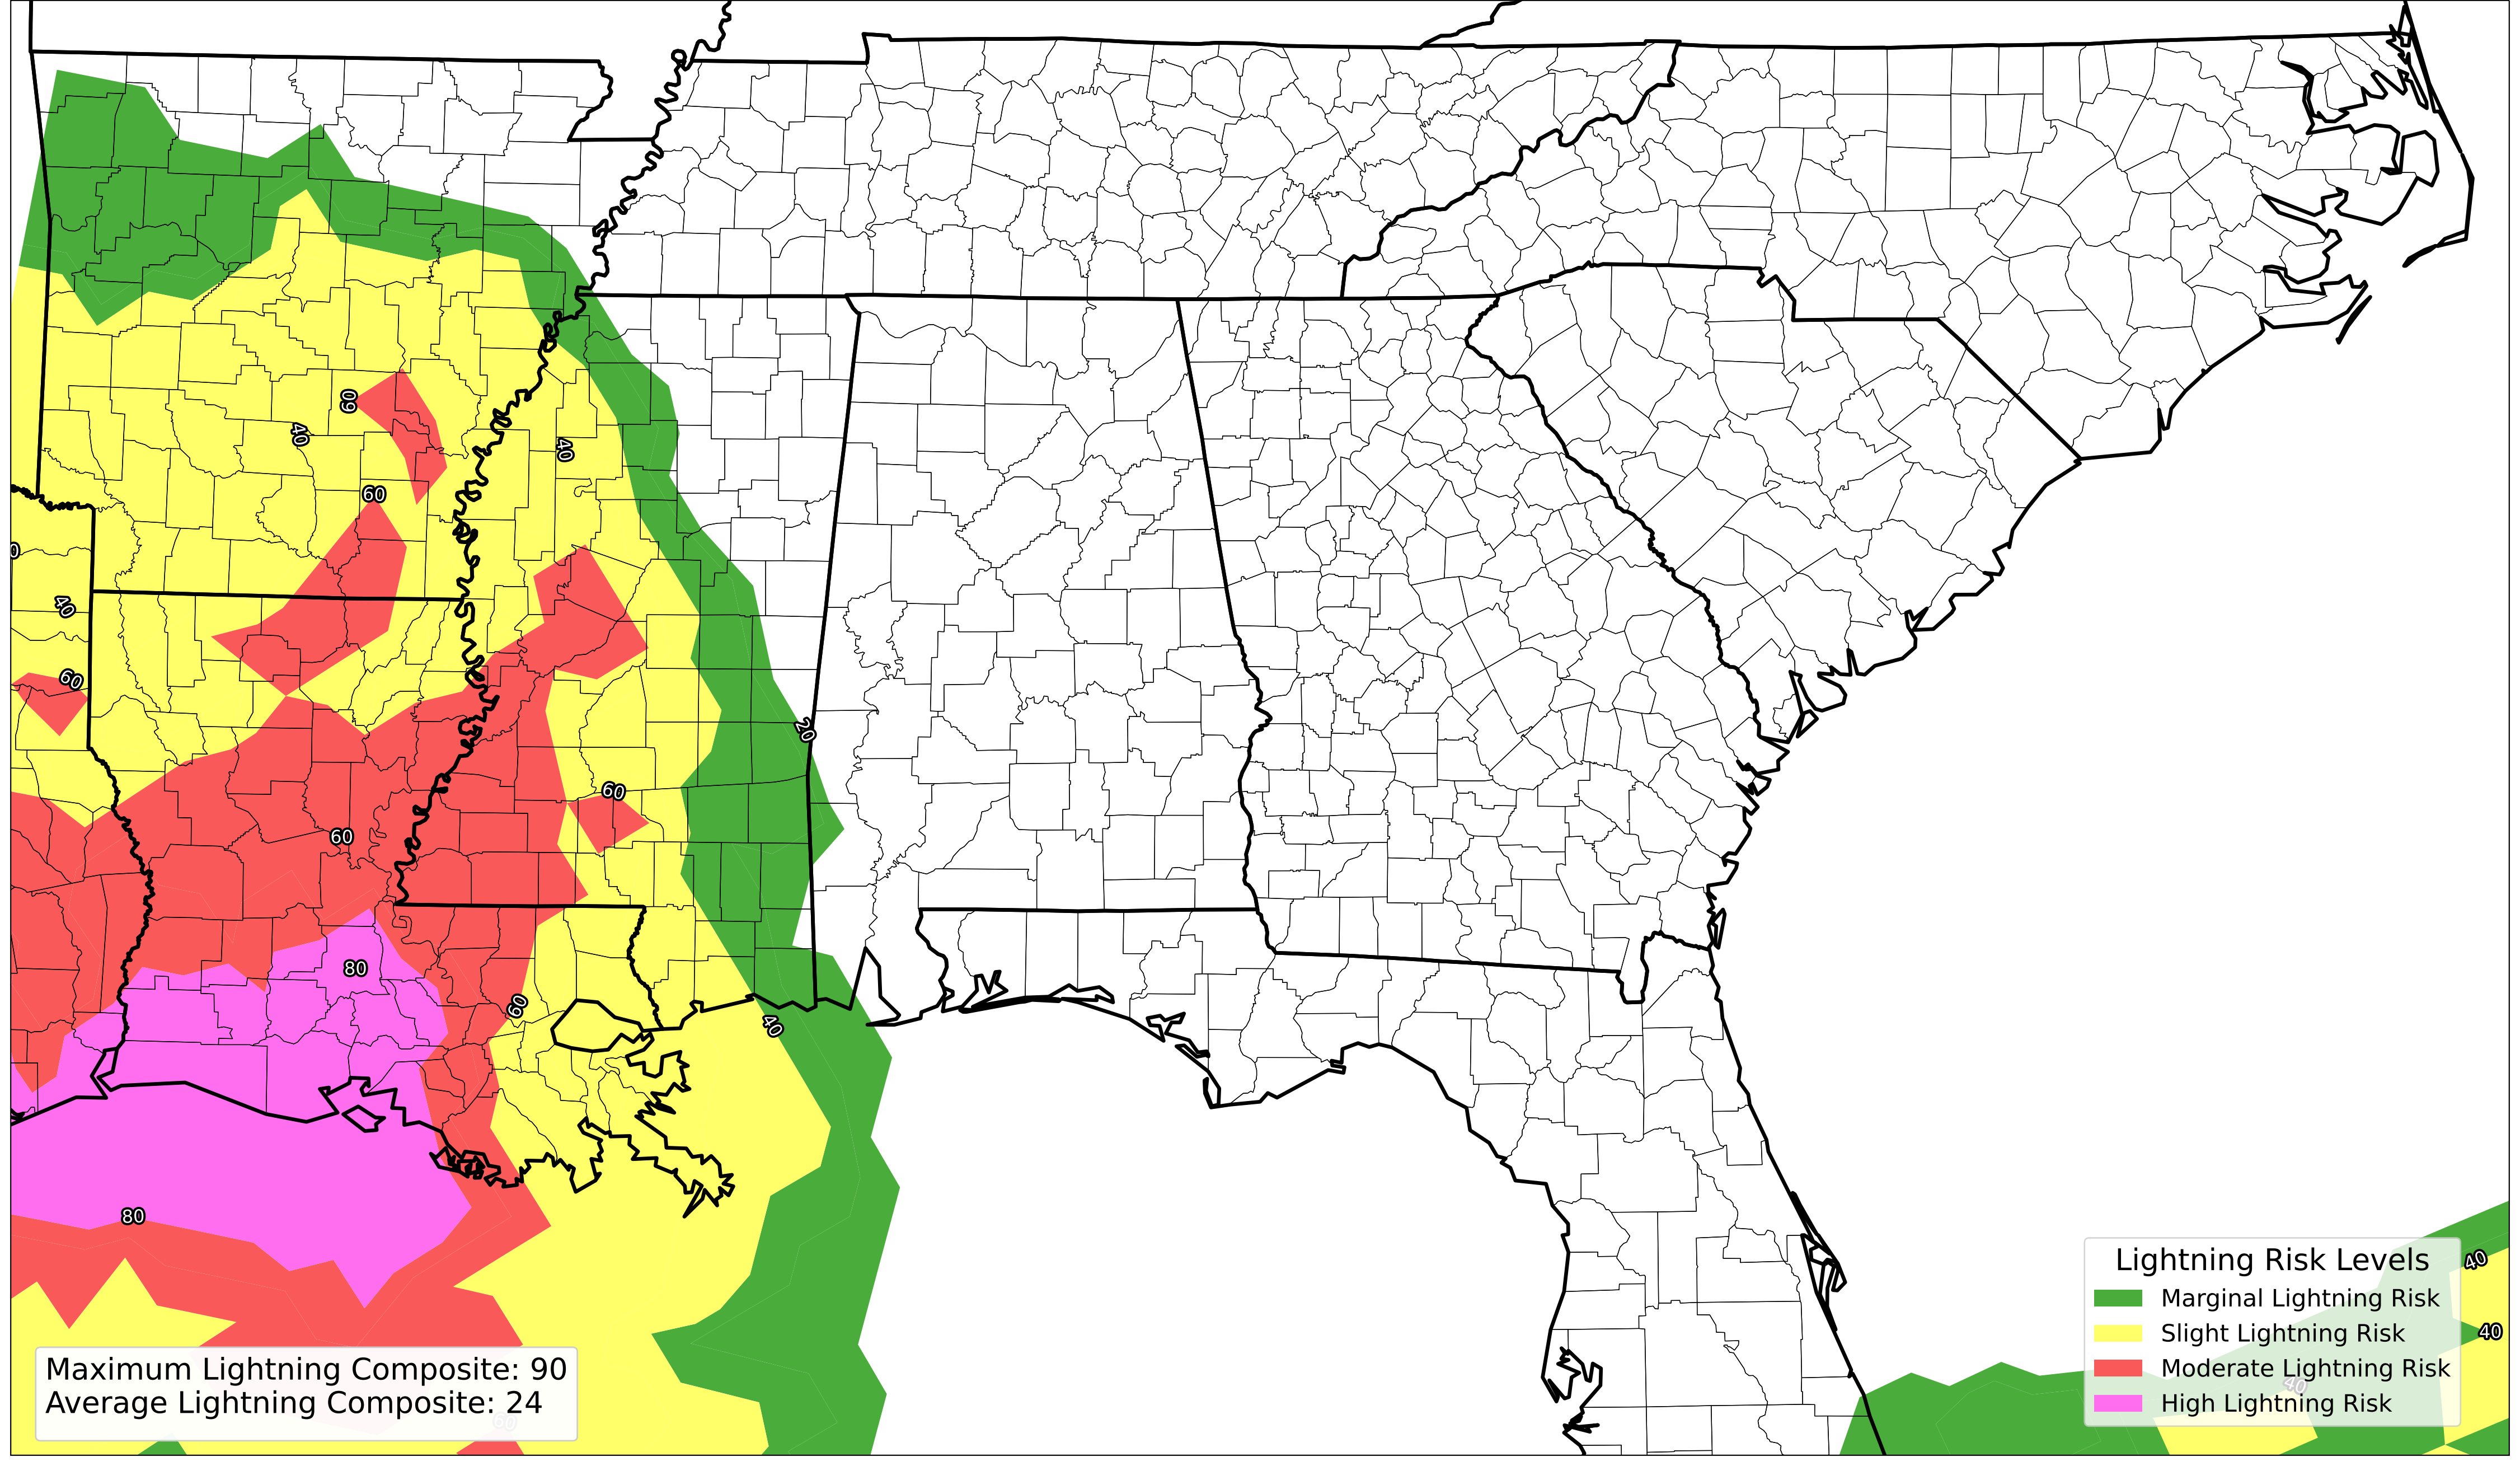 60
40
40
60
0
40
60
20
60
60
80
60
40
80
40
40
40
60
Lightning Risk Levels
Marginal Lightning Risk
Slight Lightning Risk
Moderate Lightning Risk
High Lightning Risk
Maximum Lightning Composite: 90
Average Lightning Composite: 24